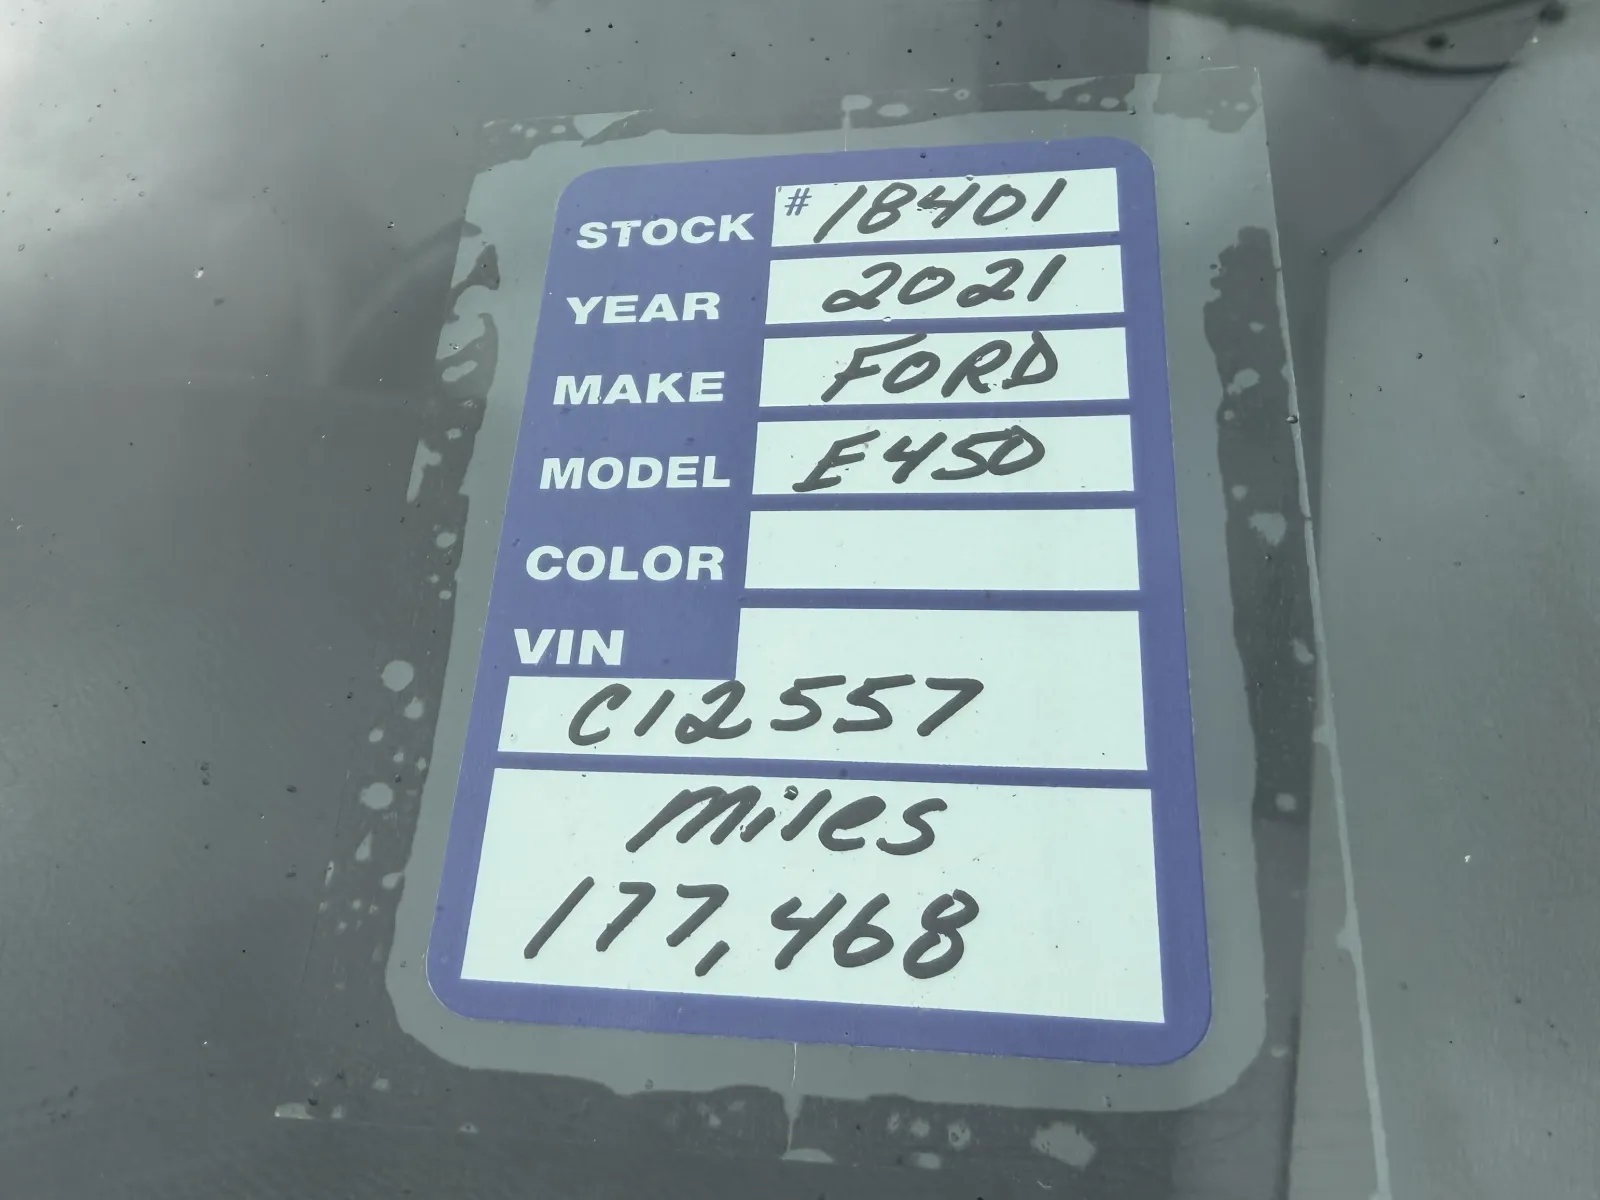 STOCK #18401
YEAR 2021
MAKE FORD
MODEL E450
COLOR
VIN
C12557
miles
177,468